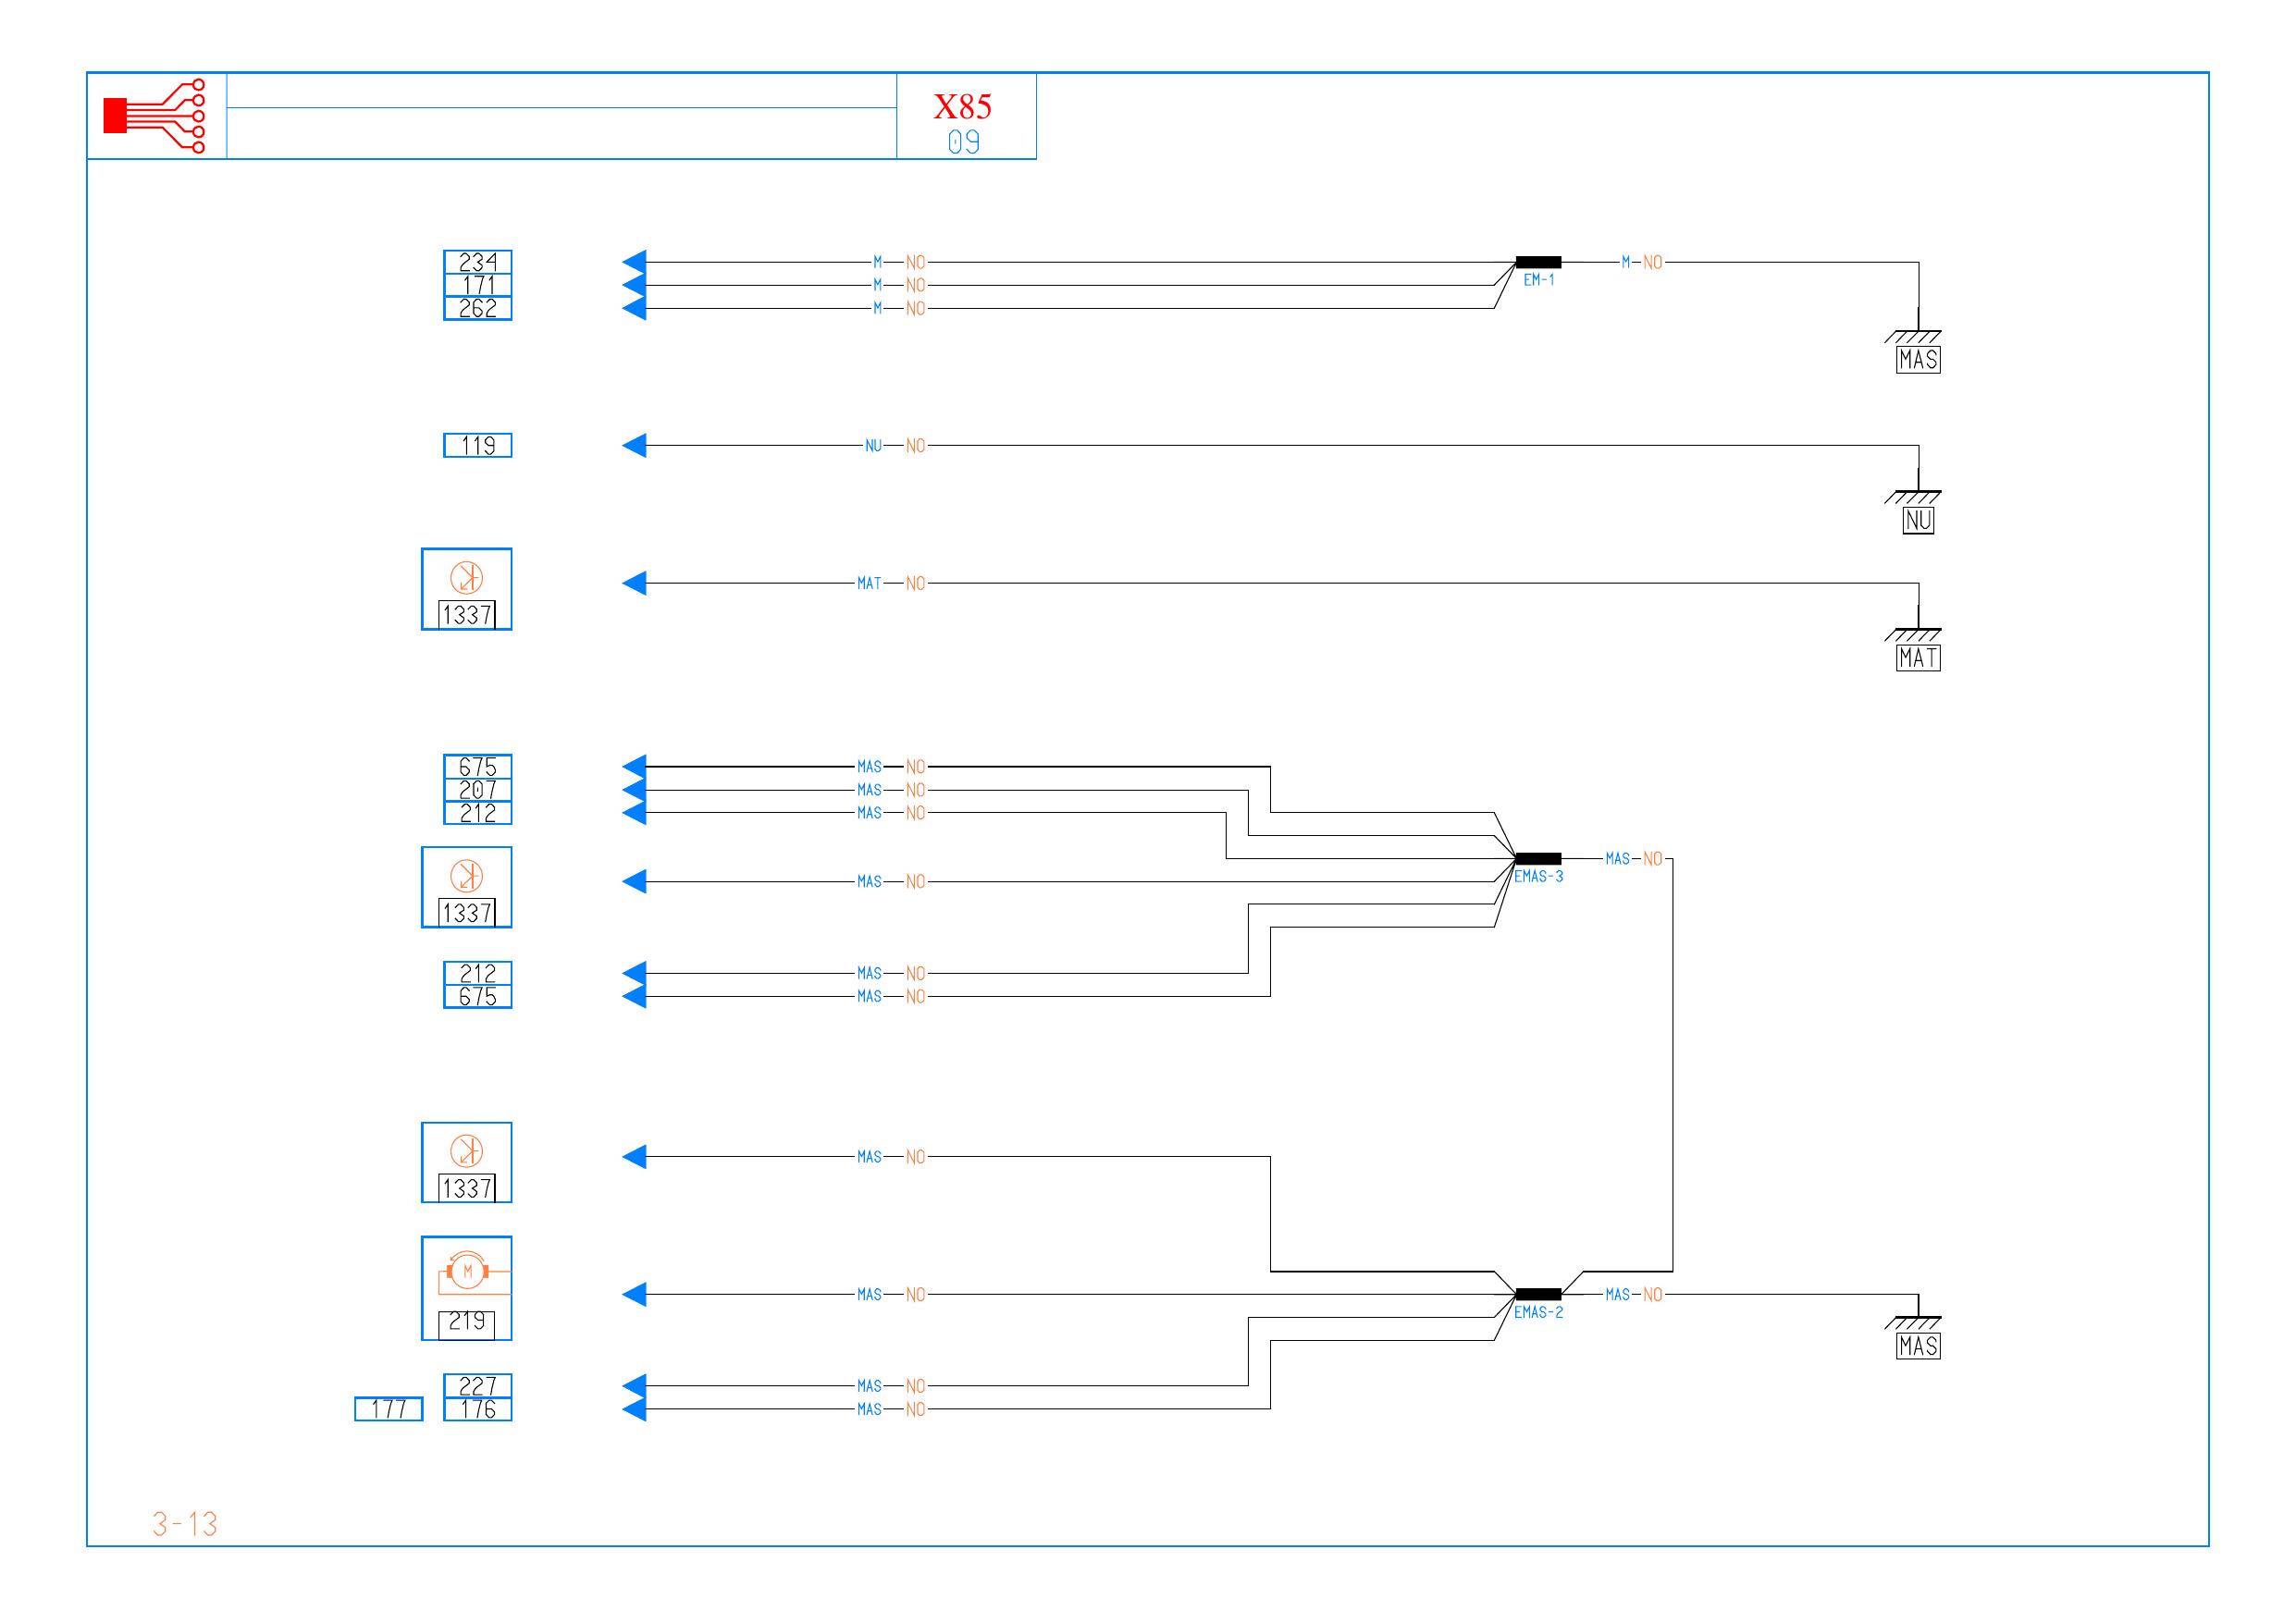 X85
09
234 M NO M NO
171 M NO EM-1
262 M NO
MAS
119 NU NO
NU
MAT NO
1337
MAT
675 MAS NO
207 MAS NO
212 MAS NO
MAS NO
EMAS-3
MAS NO
1337
212 MAS NO
675 MAS NO
MAS NO
1337
M
MAS NO MAS NO
EMAS-2
219
MAS
227 MAS NO
177 176 MAS NO
3-13